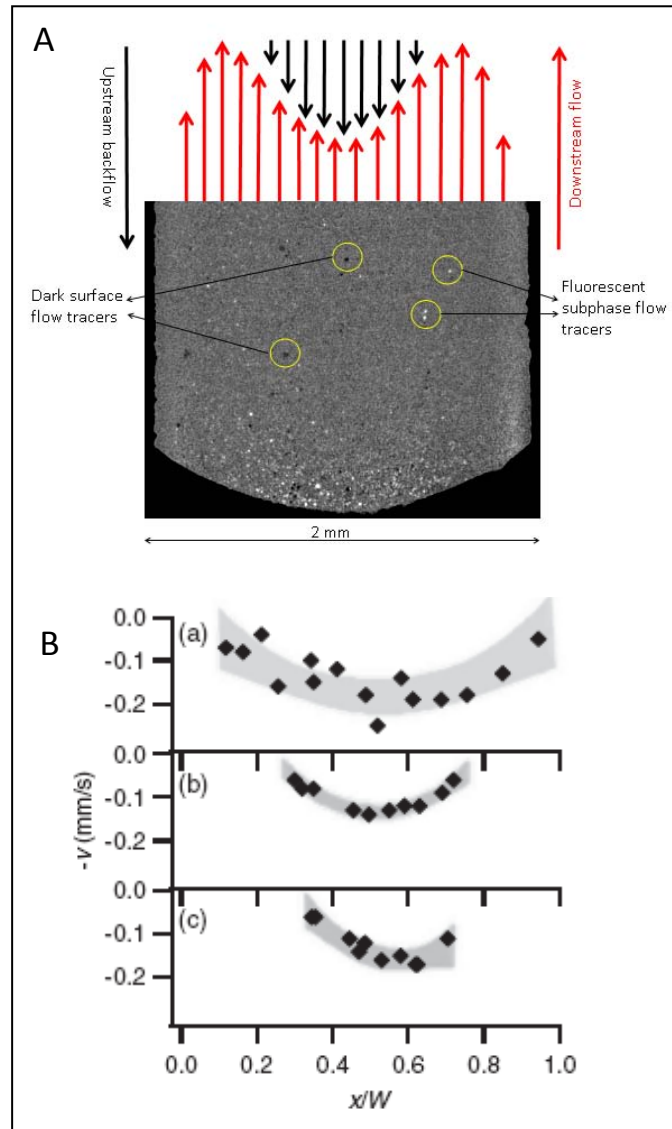 A
Upstream backflow
Downstream flow
Dark surface
flow tracers
Fluorescent
subphase flow
tracers
2 mm
B
(a)
0.0
-0.1
-0.2
(b)
0.0
-0.1
-0.2
(c)
0.0
-0.1
-0.2
-v (mm/s)
0.0 0.2 0.4 0.6 0.8 1.0
x/W